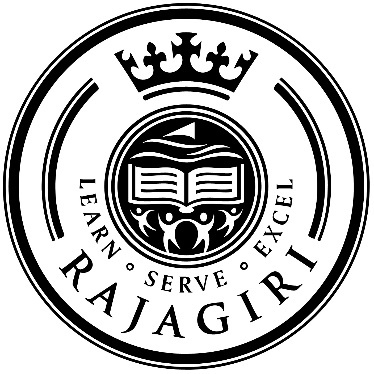 LEARN ∘ SERVE ∘ EXCEL
RAJAGIRI